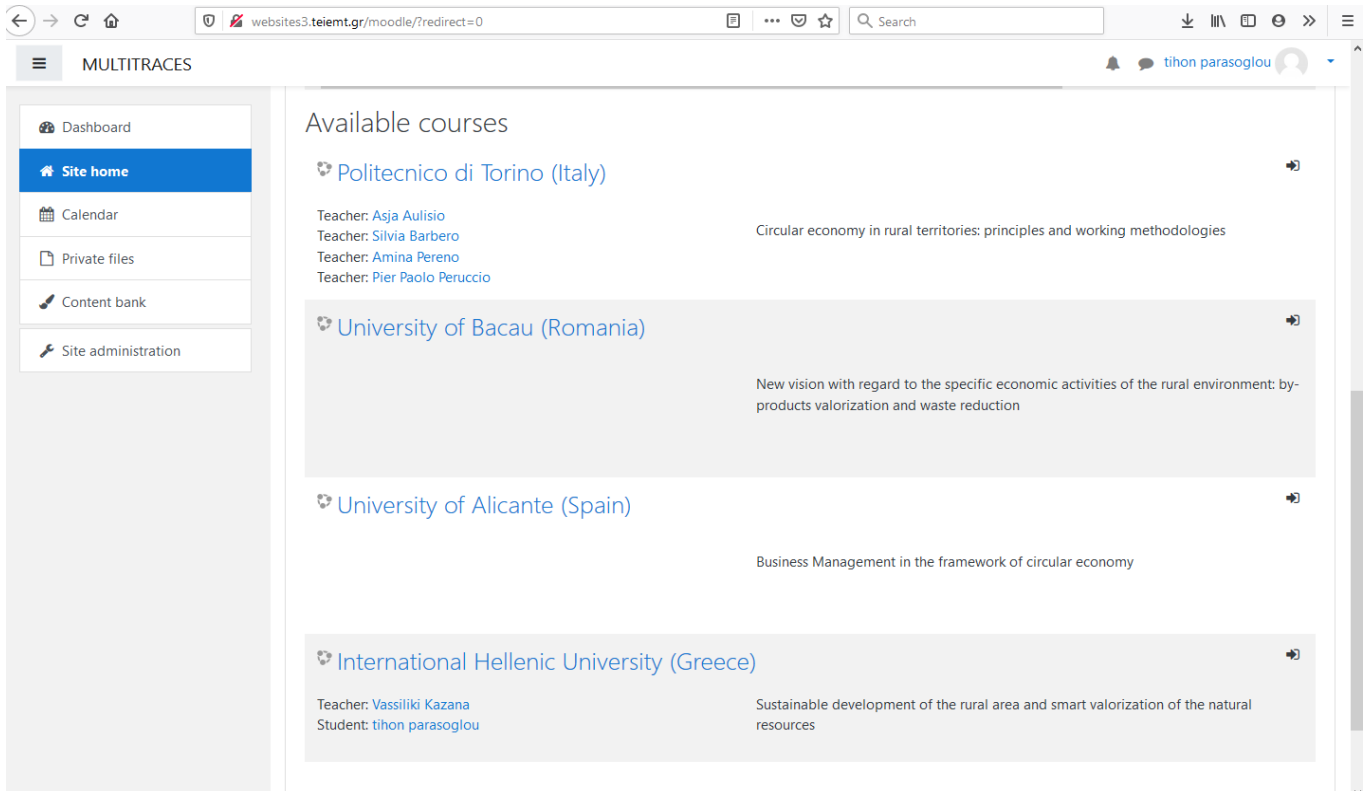 websites3.teiemt.gr/moodle/?redirect=0
Search
MULTITRACES
tihon parasoglou
Dashboard
Site home
Calendar
Private files
Content bank
Site administration
Available courses
Politecnico di Torino (Italy)
Teacher: Asja Aulisio
Teacher: Silvia Barbero
Teacher: Amina Pereno
Teacher: Pier Paolo Peruccio
Circular economy in rural territories: principles and working methodologies
University of Bacau (Romania)
New vision with regard to the specific economic activities of the rural environment: by-
products valorization and waste reduction
University of Alicante (Spain)
Business Management in the framework of circular economy
International Hellenic University (Greece)
Teacher: Vassiliki Kazana
Student: tihon parasoglou
Sustainable development of the rural area and smart valorization of the natural
resources